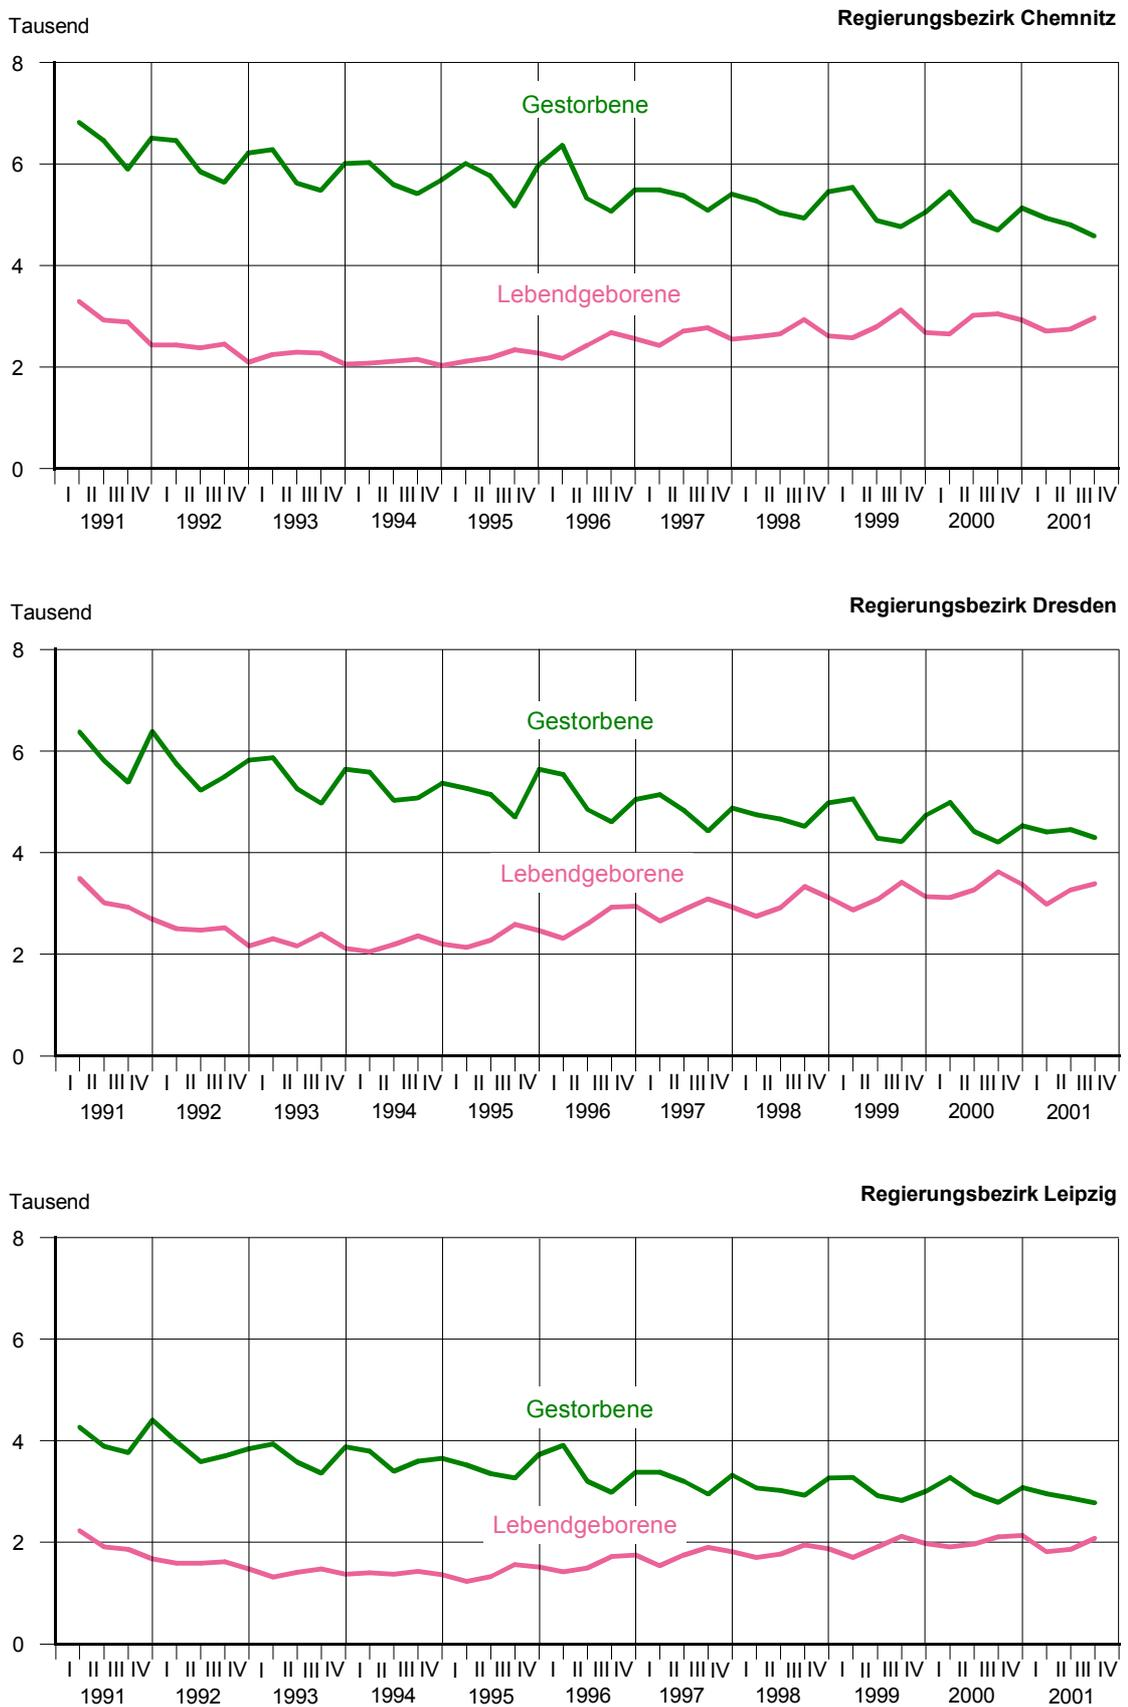 Regierungsbezirk Chemnitz
Tausend
8
Gestorbene
6
4
Lebendgeborene
2
0
I II III IV I II III IV I II III IV I II III IV I II III IV I II III IV I II III IV I II III IV I II III IV I II III IV I II III IV
1991 1992 1993 1994 1995 1996 1997 1998 1999 2000 2001
Regierungsbezirk Dresden
Tausend
8
Gestorbene
6
4
Lebendgeborene
2
0
I II III IV I II III IV I II III IV I II III IV I II III IV I II III IV I II III IV I II III IV I II III IV I II III IV I II III IV
1991 1992 1993 1994 1995 1996 1997 1998 1999 2000 2001
Regierungsbezirk Leipzig
Tausend
8
6
Gestorbene
4
Lebendgeborene
2
0
I II III IV I II III IV I II III IV I II III IV I II III IV I II III IV I II III IV I II III IV I II III IV I II III IV I II III IV
1991 1992 1993 1994 1995 1996 1997 1998 1999 2000 2001